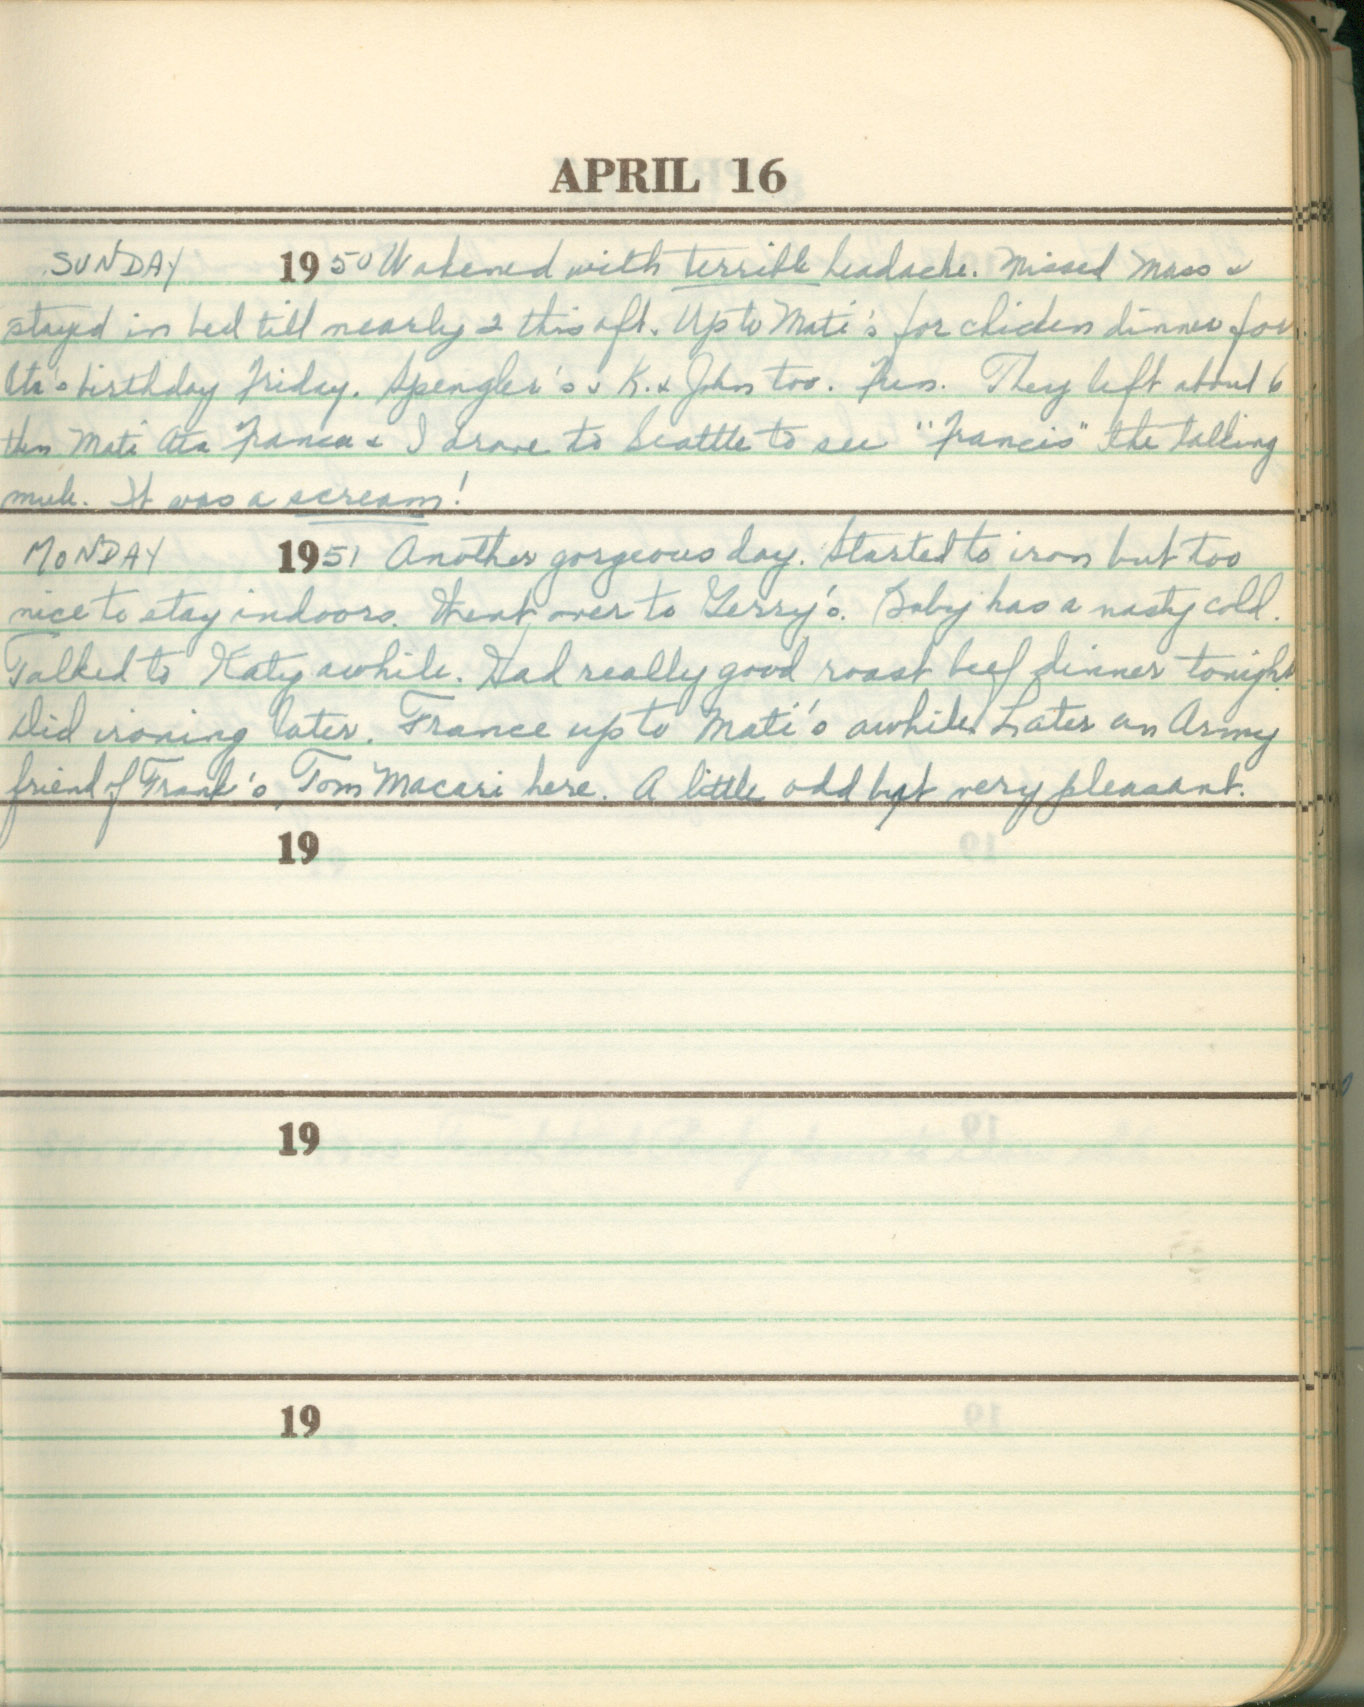 APRIL 16
SUNDAY 1950 Wakened with terrible headache. Missed Mass &
stayed in bed till nearly 2 this aft. Up to Mati's for chicken dinner for
Ata's birthday Friday. Spengler's & K. & John too. Fun. They left about 6
then Mati Ata France & I drove to Seattle to see "Francis" the talking
mule. It was a scream!
MONDAY 1951 Another gorgeous day. Started to iron but too
nice to stay indoors. Went over to Gerry's. Baby has a nasty cold.
Talked to Katy awhile. Had really good roast beef dinner tonight
Did ironing later. France up to Mati's awhile. Later an Army
friend of Frank's Tom Macari here. A little odd but very pleasant.
19
19
19